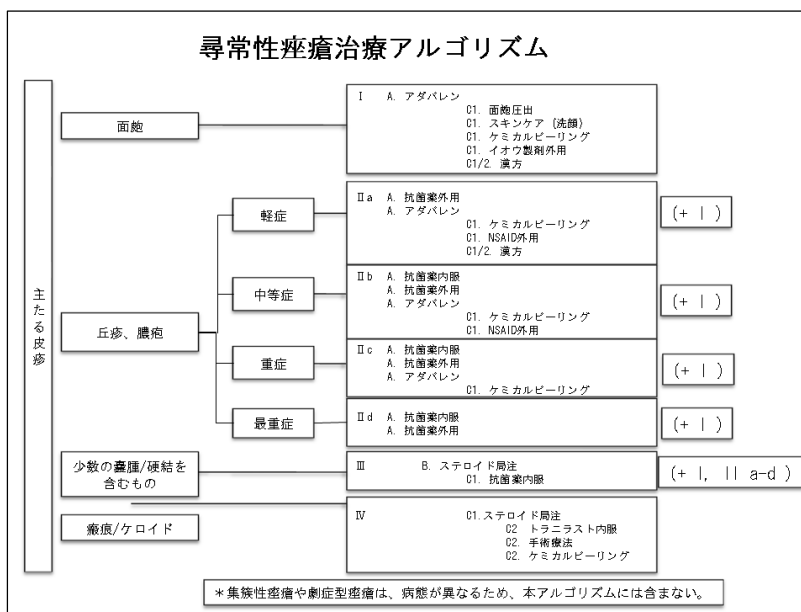 尋常性痤瘡治療アルゴリズム
主たる皮疹
面皰
Ⅰ A. アダパレン
C1. 面皰圧出
C1. スキンケア (洗顔)
C1. ケミカルピーリング
C1. イオウ製剤外用
C1/2. 漢方
丘疹、膿疱
軽症
Ⅱa A. 抗菌薬外用
A. アダパレン
C1. ケミカルピーリング
C1. NSAID外用
C1/2. 漢方
(+ Ⅰ)
中等症
Ⅱb A. 抗菌薬内服
A. 抗菌薬外用
A. アダパレン
C1. ケミカルピーリング
C1. NSAID外用
(+ Ⅰ)
重症
Ⅱc A. 抗菌薬内服
A. 抗菌薬外用
A. アダパレン
C1. ケミカルピーリング
(+ Ⅰ)
最重症
Ⅱd A. 抗菌薬内服
A. 抗菌薬外用
(+ Ⅰ)
少数の嚢腫/硬結を
含むもの
Ⅲ B. ステロイド局注
C1. 抗菌薬内服
(+ I, II a-d )
瘢痕/ケロイド
Ⅳ C1.ステロイド局注
C2 トラニラスト内服
C2. 手術療法
C2. ケミカルピーリング
*集簇性痤瘡や劇症型痤瘡は、病態が異なるため、本アルゴリズムには含まない。